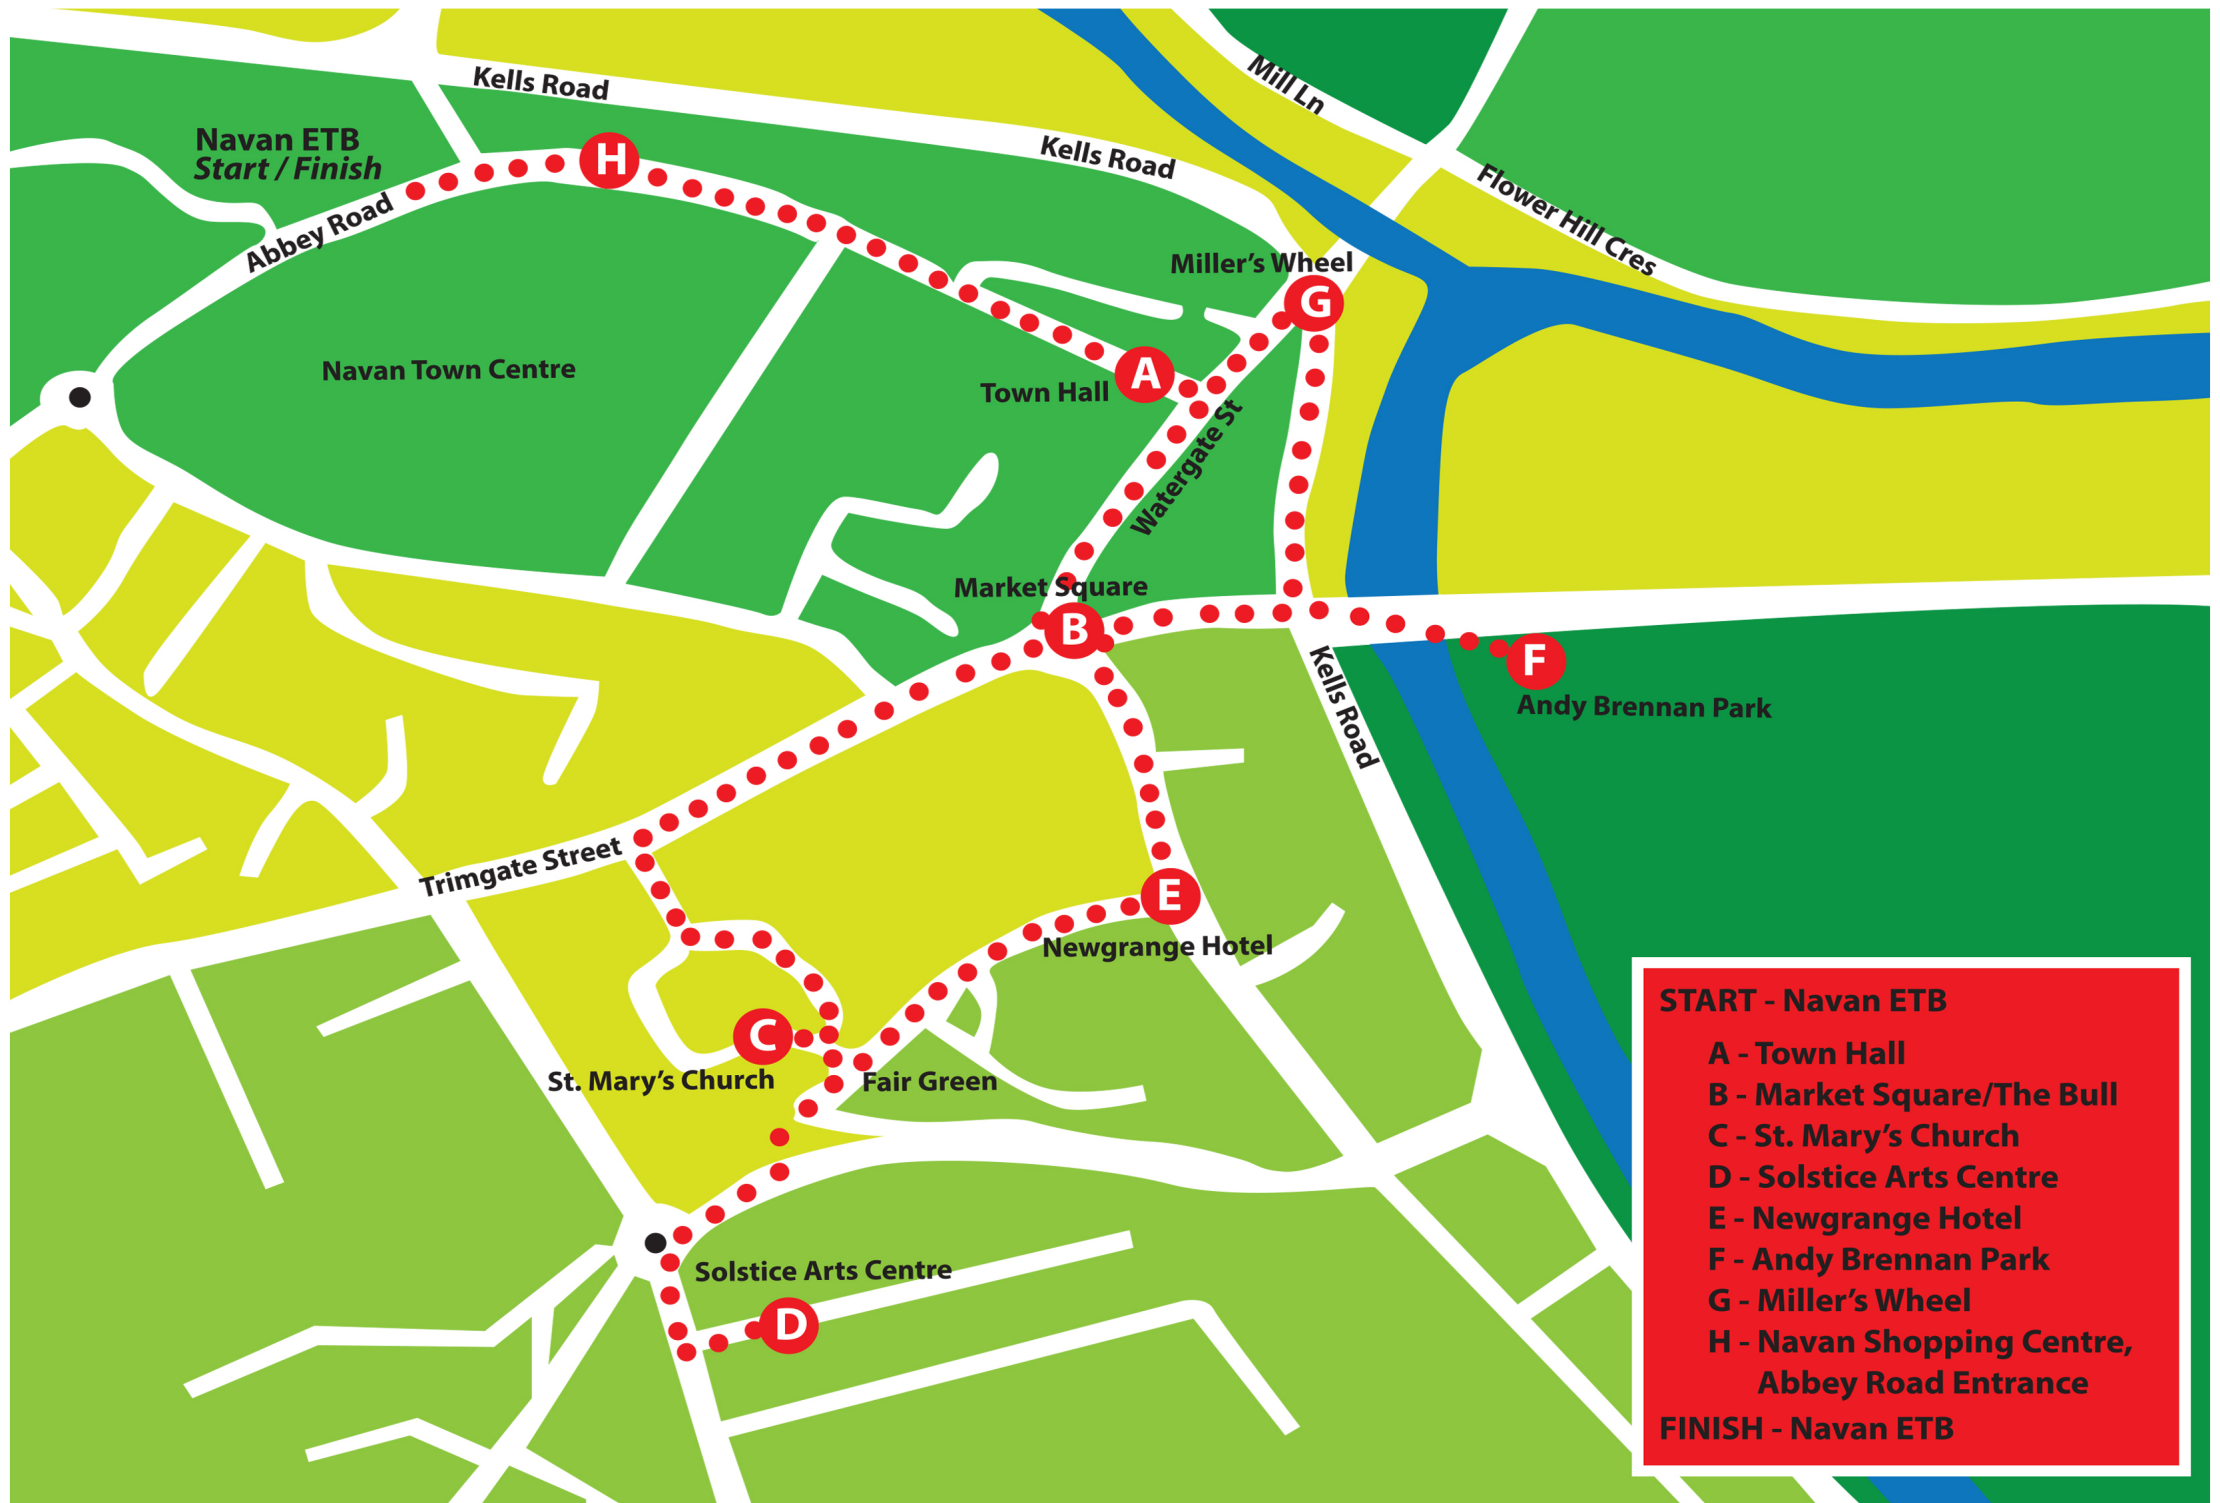 Kells Road
Mill Ln
Navan ETB
Start / Finish
H
Kells Road
Flower Hill Cres
Abbey Road
Miller's Wheel
G
Navan Town Centre
A
Town Hall
Watergate St
Market Square
B
F
Kells Road
Andy Brennan Park
Trimgate Street
E
Newgrange Hotel
C
St. Mary's Church
Fair Green
Solstice Arts Centre
D
START - Navan ETB
A - Town Hall
B - Market Square/The Bull
C - St. Mary's Church
D - Solstice Arts Centre
E - Newgrange Hotel
F - Andy Brennan Park
G - Miller's Wheel
H - Navan Shopping Centre,
Abbey Road Entrance
FINISH - Navan ETB